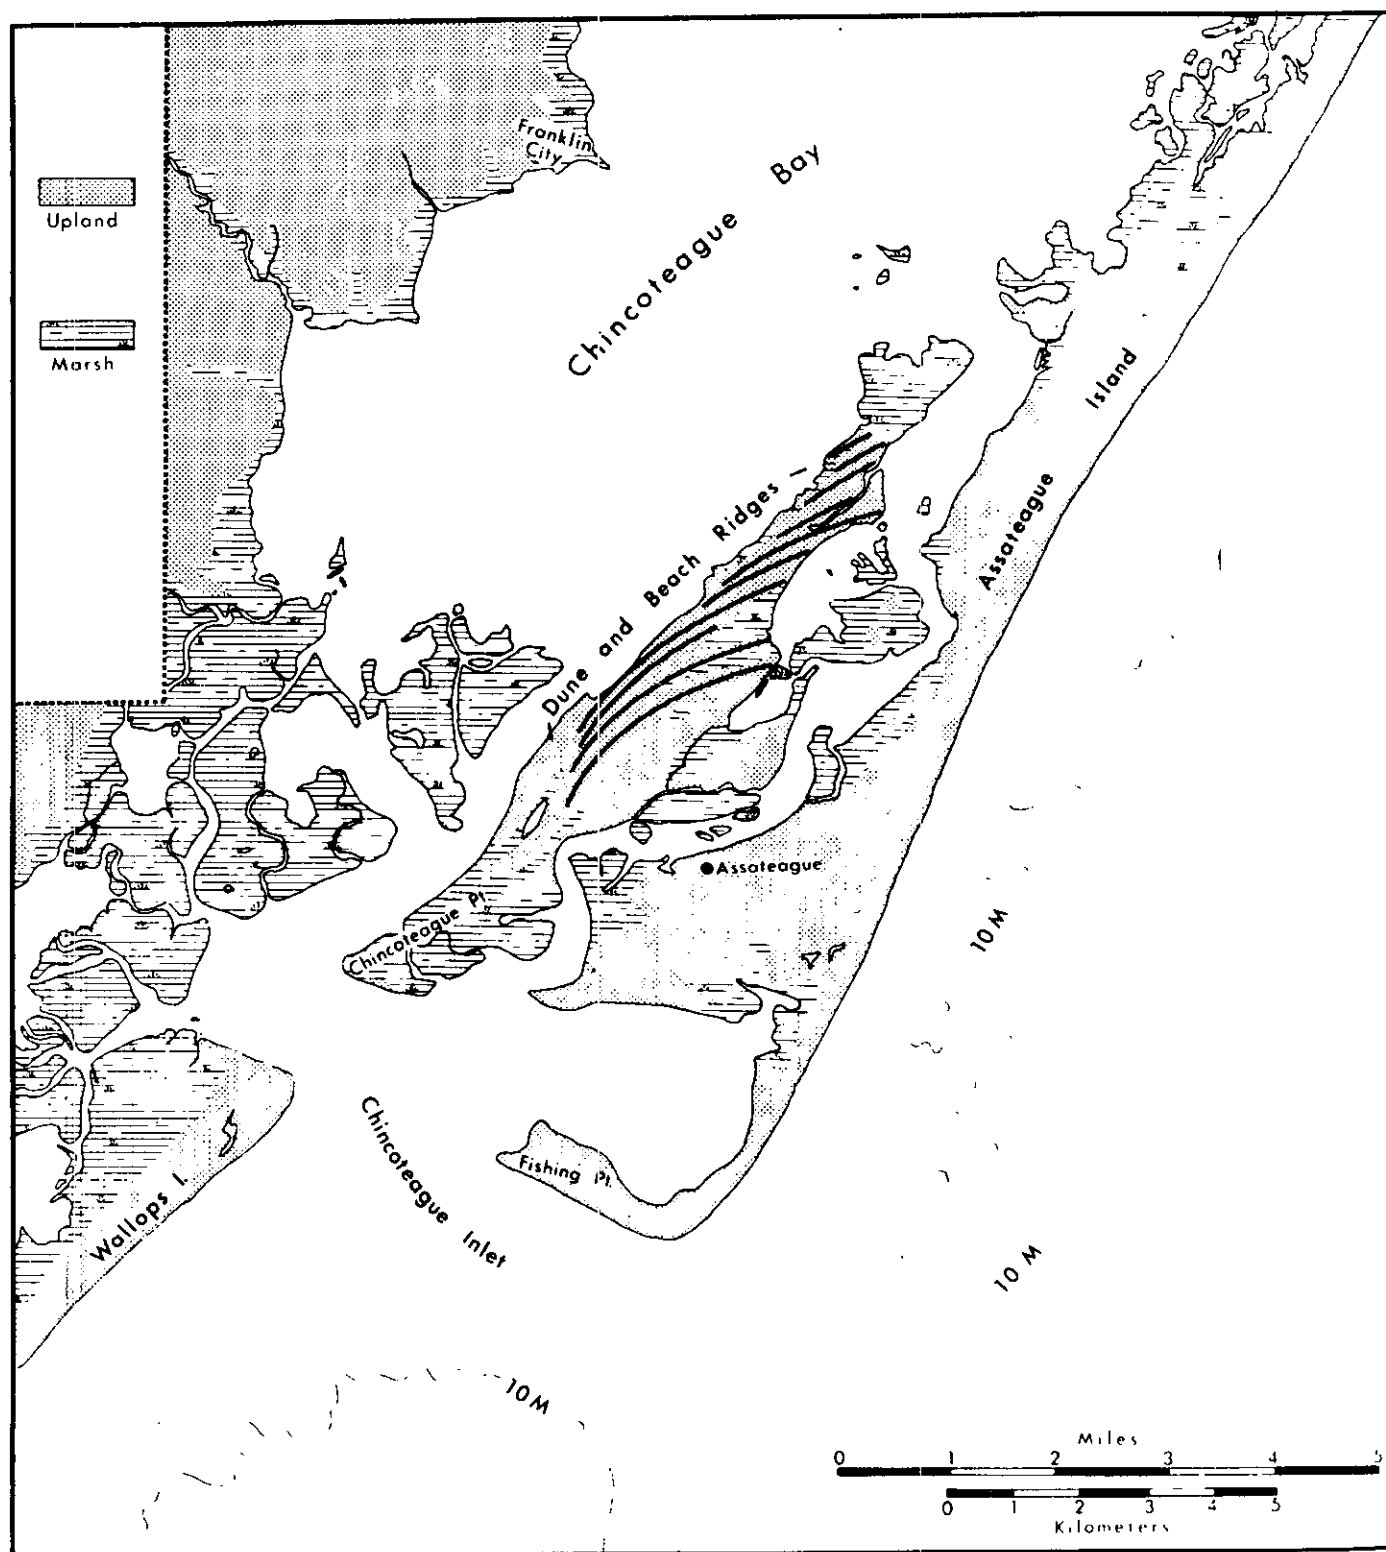 Franklin
City
Upland
Marsh
Chincoteague Bay
Dune and Beach Ridges
Assateague Island
Assateague
Chincoteague Pt.
10 M
Fishing Pt.
Chincoteague Inlet
Wallops I.
10 M
10 M
Miles
0 1 2 3 4 5
0 1 2 3 4 5
Kilometers